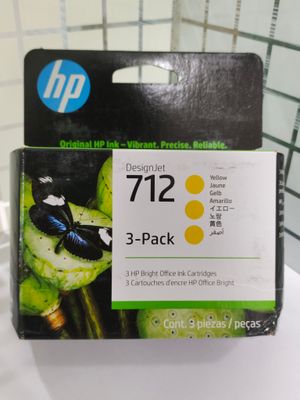 hp
Original HP Ink – Vibrant. Precise. Reliable.
DesignJet
712
3-Pack
Yellow
Jaune
Gelb
Amarillo
イエロー
노랑
黃色
أصفر
3 HP Bright Office Ink Cartridges
3 Cartouches d'encre HP Office Bright
Cont. 3 piezas / peças